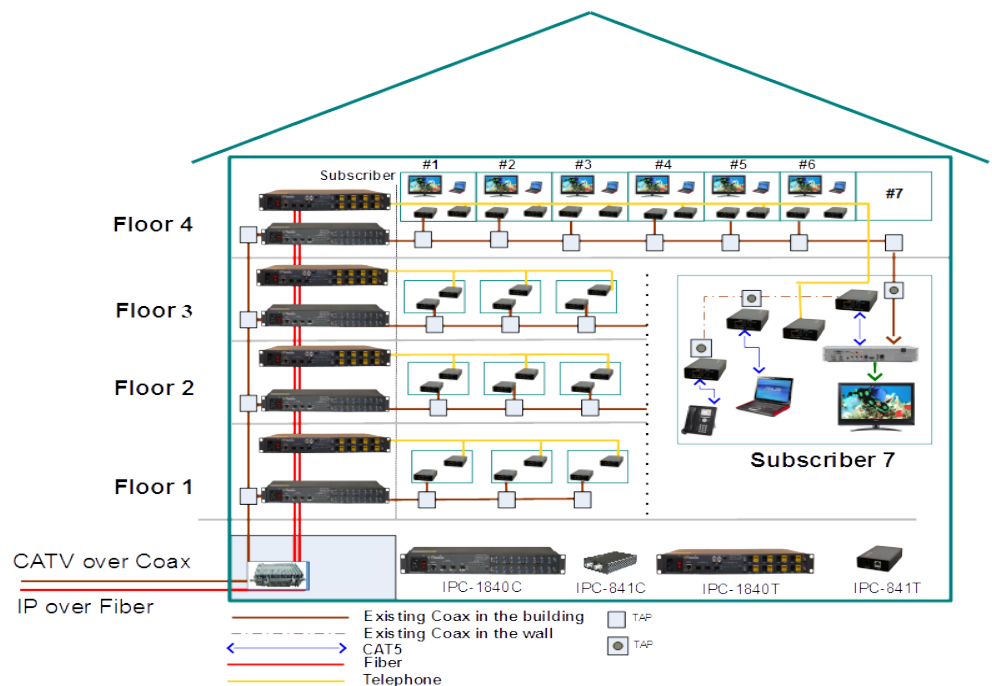 Subscriber
#1 #2 #3 #4 #5 #6
#7
Floor 4
Floor 3
Floor 2
Floor 1
Subscriber 7
CATV over Coax
IP over Fiber
IPC-1840C
IPC-841C
IPC-1840T
IPC-841T
Existing Coax in the building
TAP
Existing Coax in the wall
CAT5
TAP
Fiber
Telephone